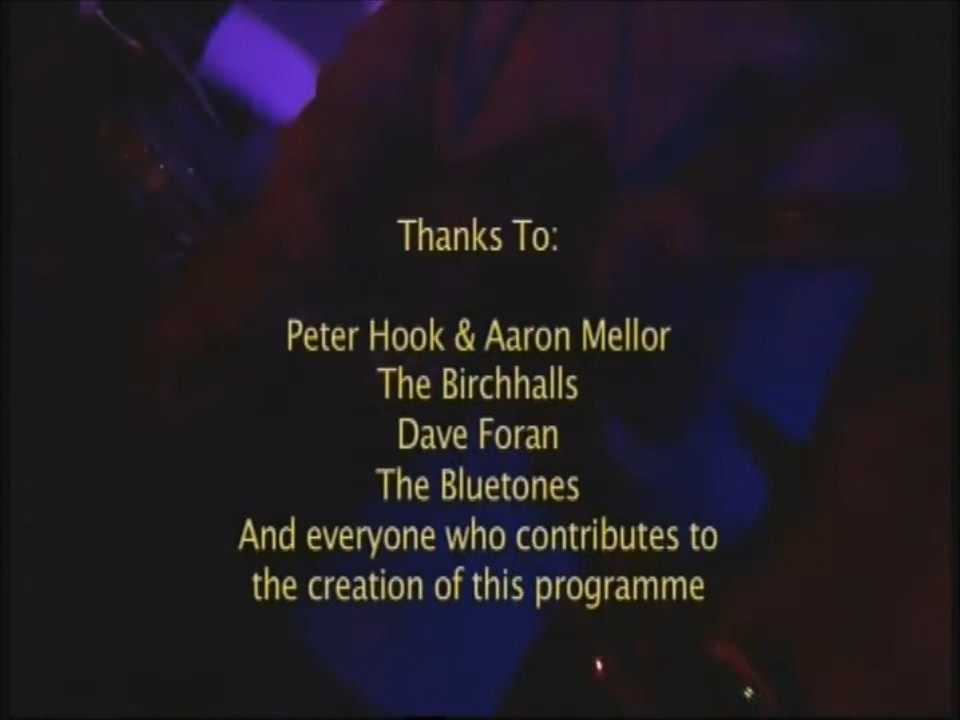 Thanks To:
Peter Hook & Aaron Mellor
The Birchhalls
Dave Foran
The Bluetones
And everyone who contributes to
the creation of this programme